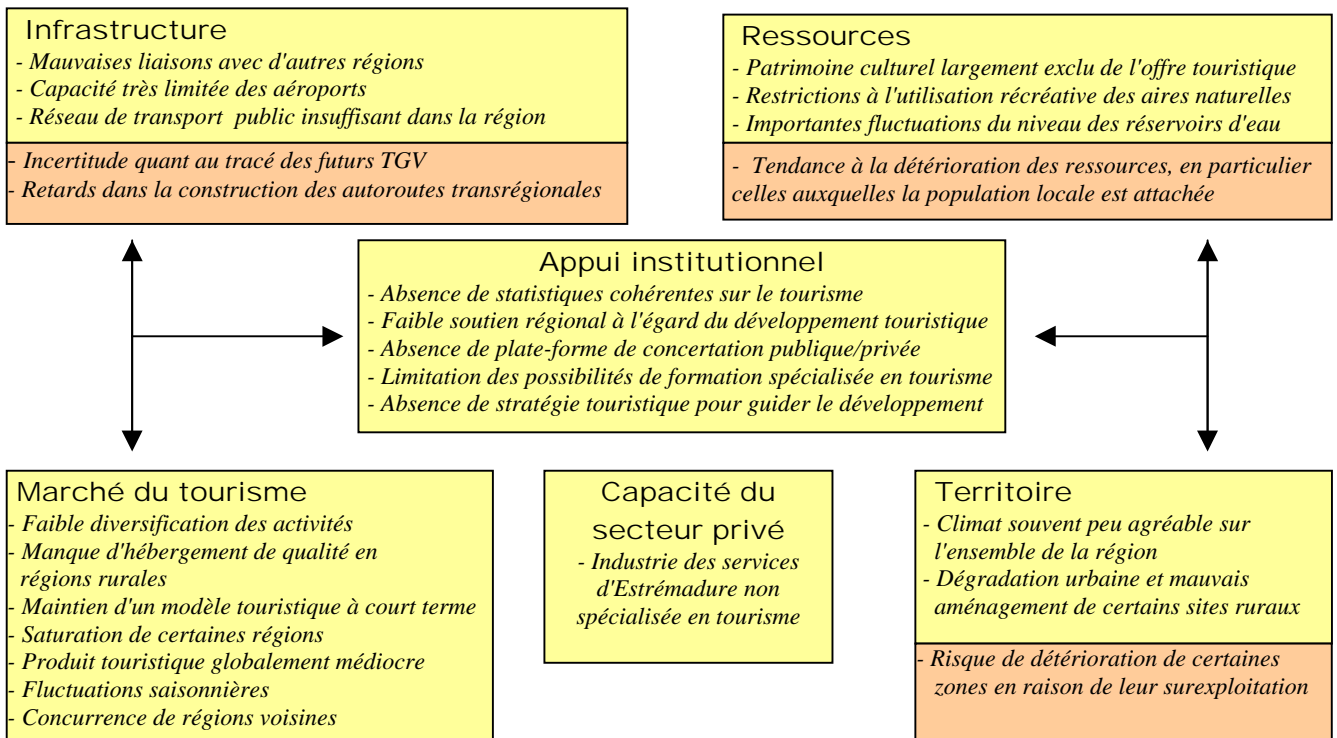 Infrastructure
- Mauvaises liaisons avec d'autres régions
- Capacité très limitée des aéroports
- Réseau de transport public insuffisant dans la région
- Incertitude quant au tracé des futurs TGV
- Retards dans la construction des autoroutes transrégionales
Ressources
- Patrimoine culturel largement exclu de l'offre touristique
- Restrictions à l'utilisation récréative des aires naturelles
- Importantes fluctuations du niveau des réservoirs d'eau
- Tendance à la détérioration des ressources, en particulier
celles auxquelles la population locale est attachée
Appui institutionnel
- Absence de statistiques cohérentes sur le tourisme
- Faible soutien régional à l'égard du développement touristique
- Absence de plate-forme de concertation publique/privée
- Limitation des possibilités de formation spécialisée en tourisme
- Absence de stratégie touristique pour guider le développement
Marché du tourisme
- Faible diversification des activités
- Manque d'hébergement de qualité en
régions rurales
- Maintien d'un modèle touristique à court terme
- Saturation de certaines régions
- Produit touristique globalement médiocre
- Fluctuations saisonnières
- Concurrence de régions voisines
Capacité du
secteur privé
- Industrie des services
d'Estrémadure non
spécialisée en tourisme
Territoire
- Climat souvent peu agréable sur
l'ensemble de la région
- Dégradation urbaine et mauvais
aménagement de certains sites ruraux
- Risque de détérioration de certaines
zones en raison de leur surexploitation